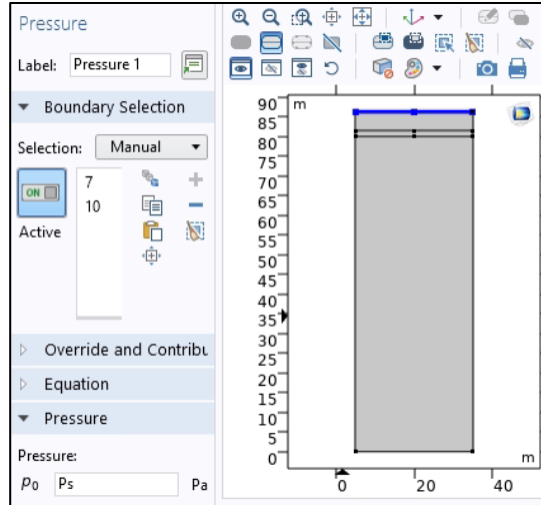 Pressure
Label: Pressure 1
Boundary Selection
Selection: Manual
ON
Active
7
10
Override and Contribu
Equation
Pressure
Pressure:
p₀ Ps Pa
m
90
85
80
75
70
65
60
55
50
45
40
35
30
25
20
15
10
5
0
0 20 40
m